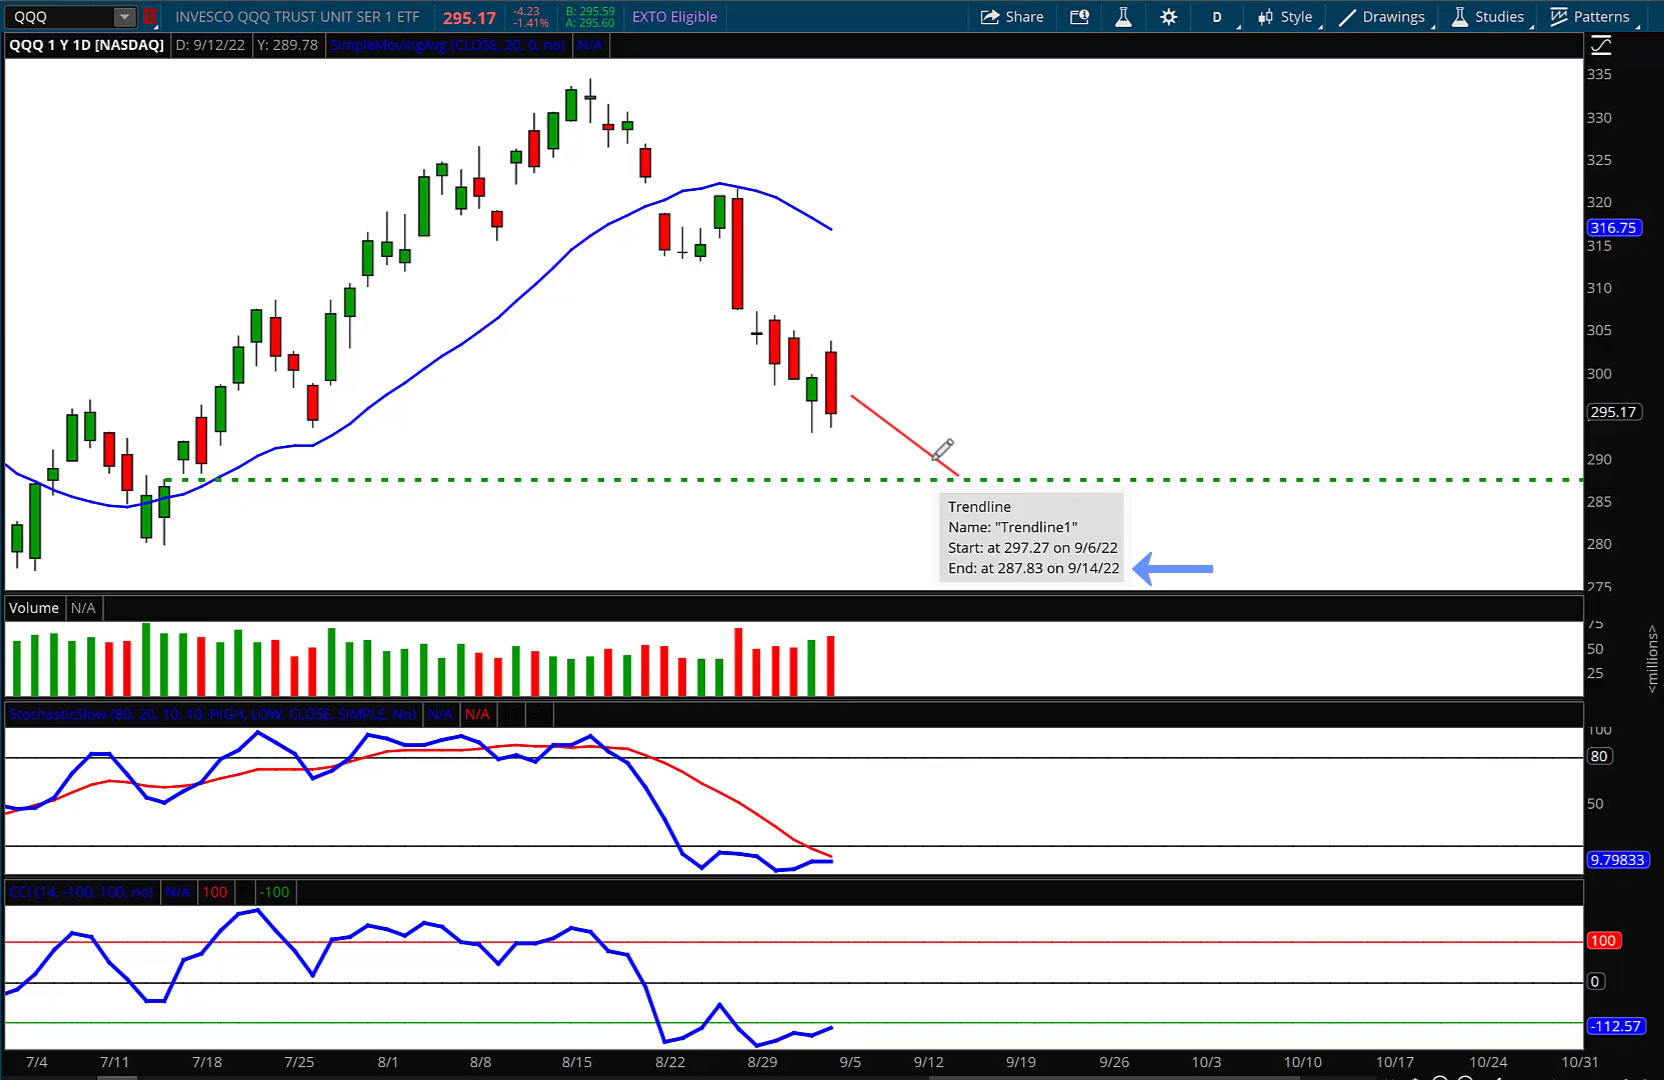 QQQ 1 INVESCO QQQ TRUST UNIT SER 1 ETF 295.17 -4.23 -1.41% B: 295.59 A: 295.60 EXTO Eligible Share D Style Drawings Studies Patterns
QQQ 1 Y 1D [NASDAQ] D: 9/12/22 Y: 289.78 SimpleMovingAvg (CLOSE, 20, 0, no) N/A
335
330
325
320
316.75
315
310
305
300
295.17
290
285
280
275
Trendline
Name: "Trendline1"
Start: at 297.27 on 9/6/22
End: at 287.83 on 9/14/22
Volume N/A
75
50
25
<millions>
StochasticSlow (80, 20, 10, 10, HIGH, LOW, CLOSE, SIMPLE, No) N/A N/A
100
80
50
9.79833
CCI (14, -100, 100, no) N/A 100 -100
100
0
-112.57
7/4 7/11 7/18 7/25 8/1 8/8 8/15 8/22 8/29 9/5 9/12 9/19 9/26 10/3 10/10 10/17 10/24 10/31